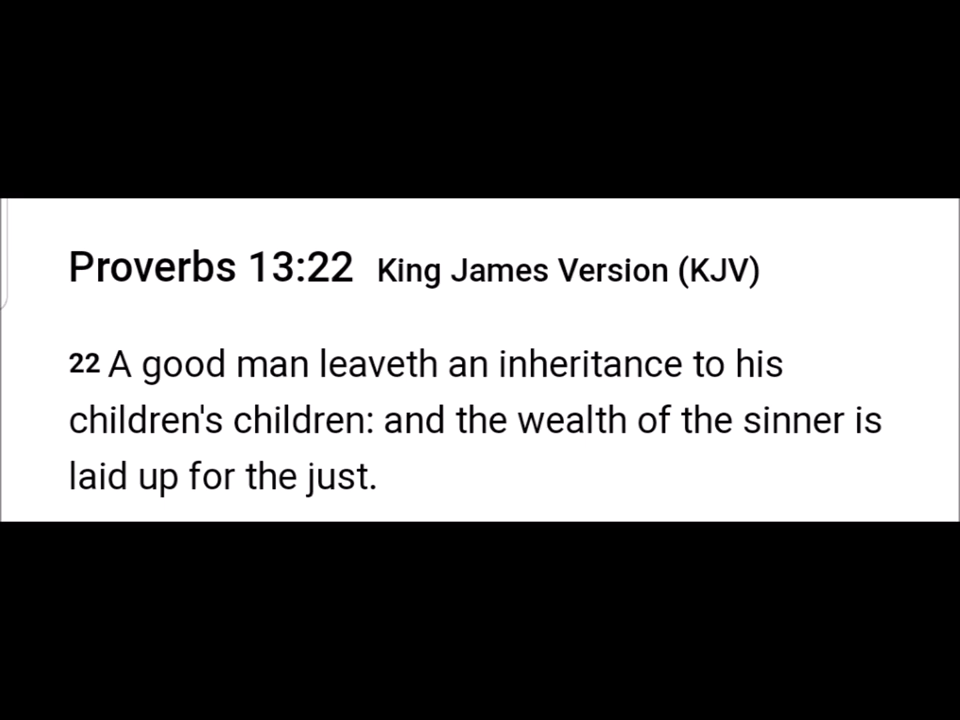 Proverbs 13:22 King James Version (KJV)
22 A good man leaveth an inheritance to his
children's children: and the wealth of the sinner is
laid up for the just.